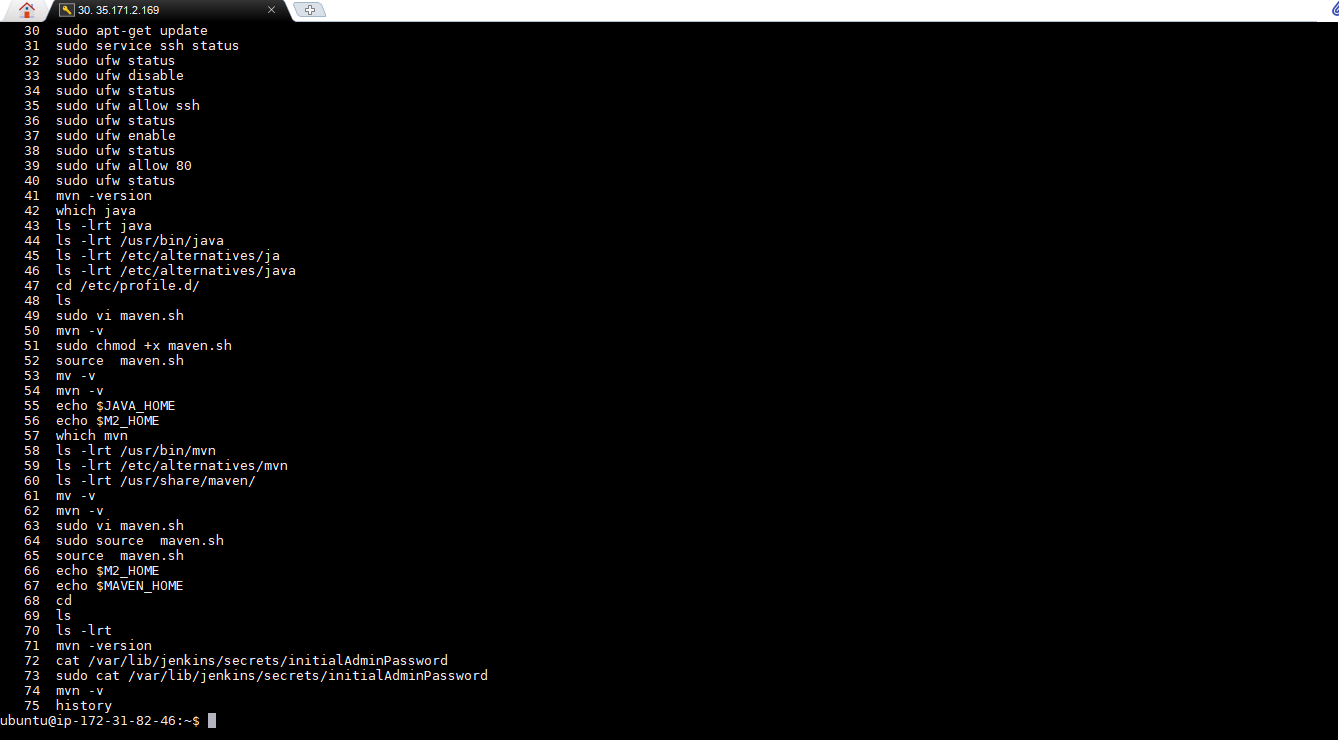 30. 35.171.2.169
30 sudo apt-get update
31 sudo service ssh status
32 sudo ufw status
33 sudo ufw disable
34 sudo ufw status
35 sudo ufw allow ssh
36 sudo ufw status
37 sudo ufw enable
38 sudo ufw status
39 sudo ufw allow 80
40 sudo ufw status
41 mvn -version
42 which java
43 ls -lrt java
44 ls -lrt /usr/bin/java
45 ls -lrt /etc/alternatives/ja
46 ls -lrt /etc/alternatives/java
47 cd /etc/profile.d/
48 ls
49 sudo vi maven.sh
50 mvn -v
51 sudo chmod +x maven.sh
52 source  maven.sh
53 mv -v
54 mvn -v
55 echo $JAVA_HOME
56 echo $M2_HOME
57 which mvn
58 ls -lrt /usr/bin/mvn
59 ls -lrt /etc/alternatives/mvn
60 ls -lrt /usr/share/maven/
61 mv -v
62 mvn -v
63 sudo vi maven.sh
64 sudo source  maven.sh
65 source  maven.sh
66 echo $M2_HOME
67 echo $MAVEN_HOME
68 cd
69 ls
70 ls -lrt
71 mvn -version
72 cat /var/lib/jenkins/secrets/initialAdminPassword
73 sudo cat /var/lib/jenkins/secrets/initialAdminPassword
74 mvn -v
75 history
ubuntu@ip-172-31-82-46:~$